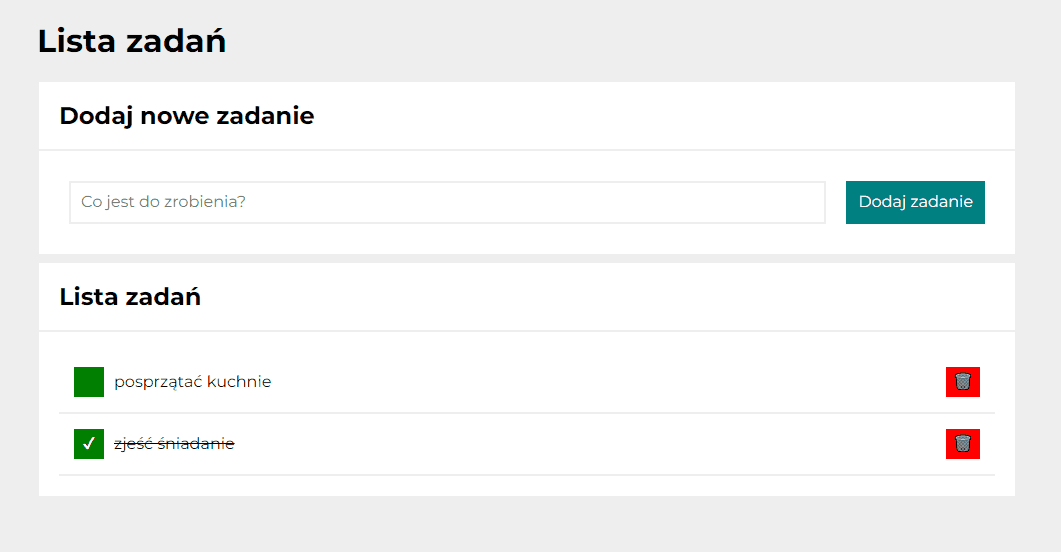 Lista zadań
Dodaj nowe zadanie
Co jest do zrobienia?
Dodaj zadanie
Lista zadań
posprzątać kuchnie
zjeść śniadanie